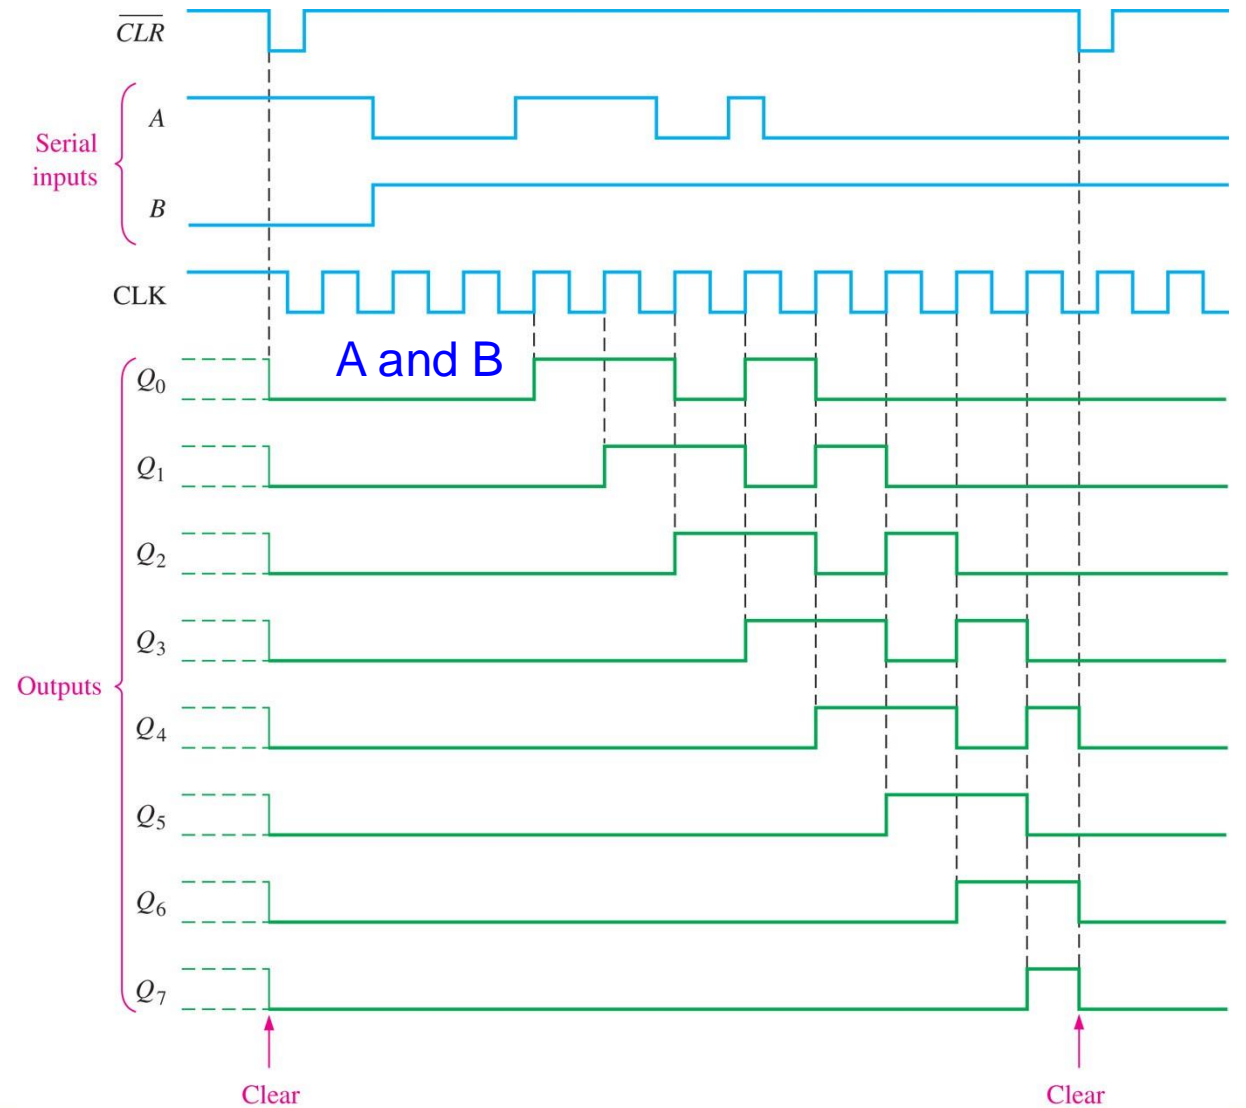 CLR
A
Serial
inputs
B
CLK
A and B
Q0
Q1
Q2
Q3
Outputs
Q4
Q5
Q6
Q7
Clear
Clear